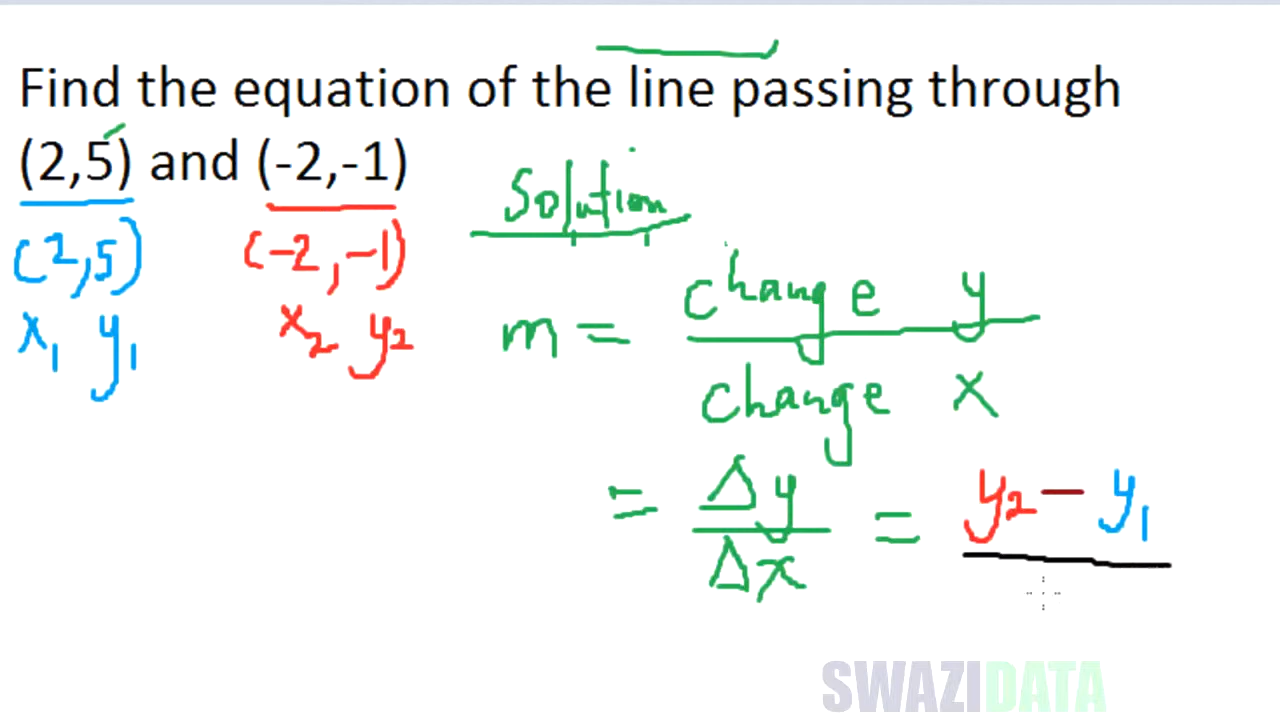 Find the equation of the line passing through
(2,5) and (-2,-1)
Solution
(2,5) (-2,-1)
x₁ y₁ x₂ y₂
m = change y / change x
= Δy / Δx = y₂ - y₁
SWAZIDATA